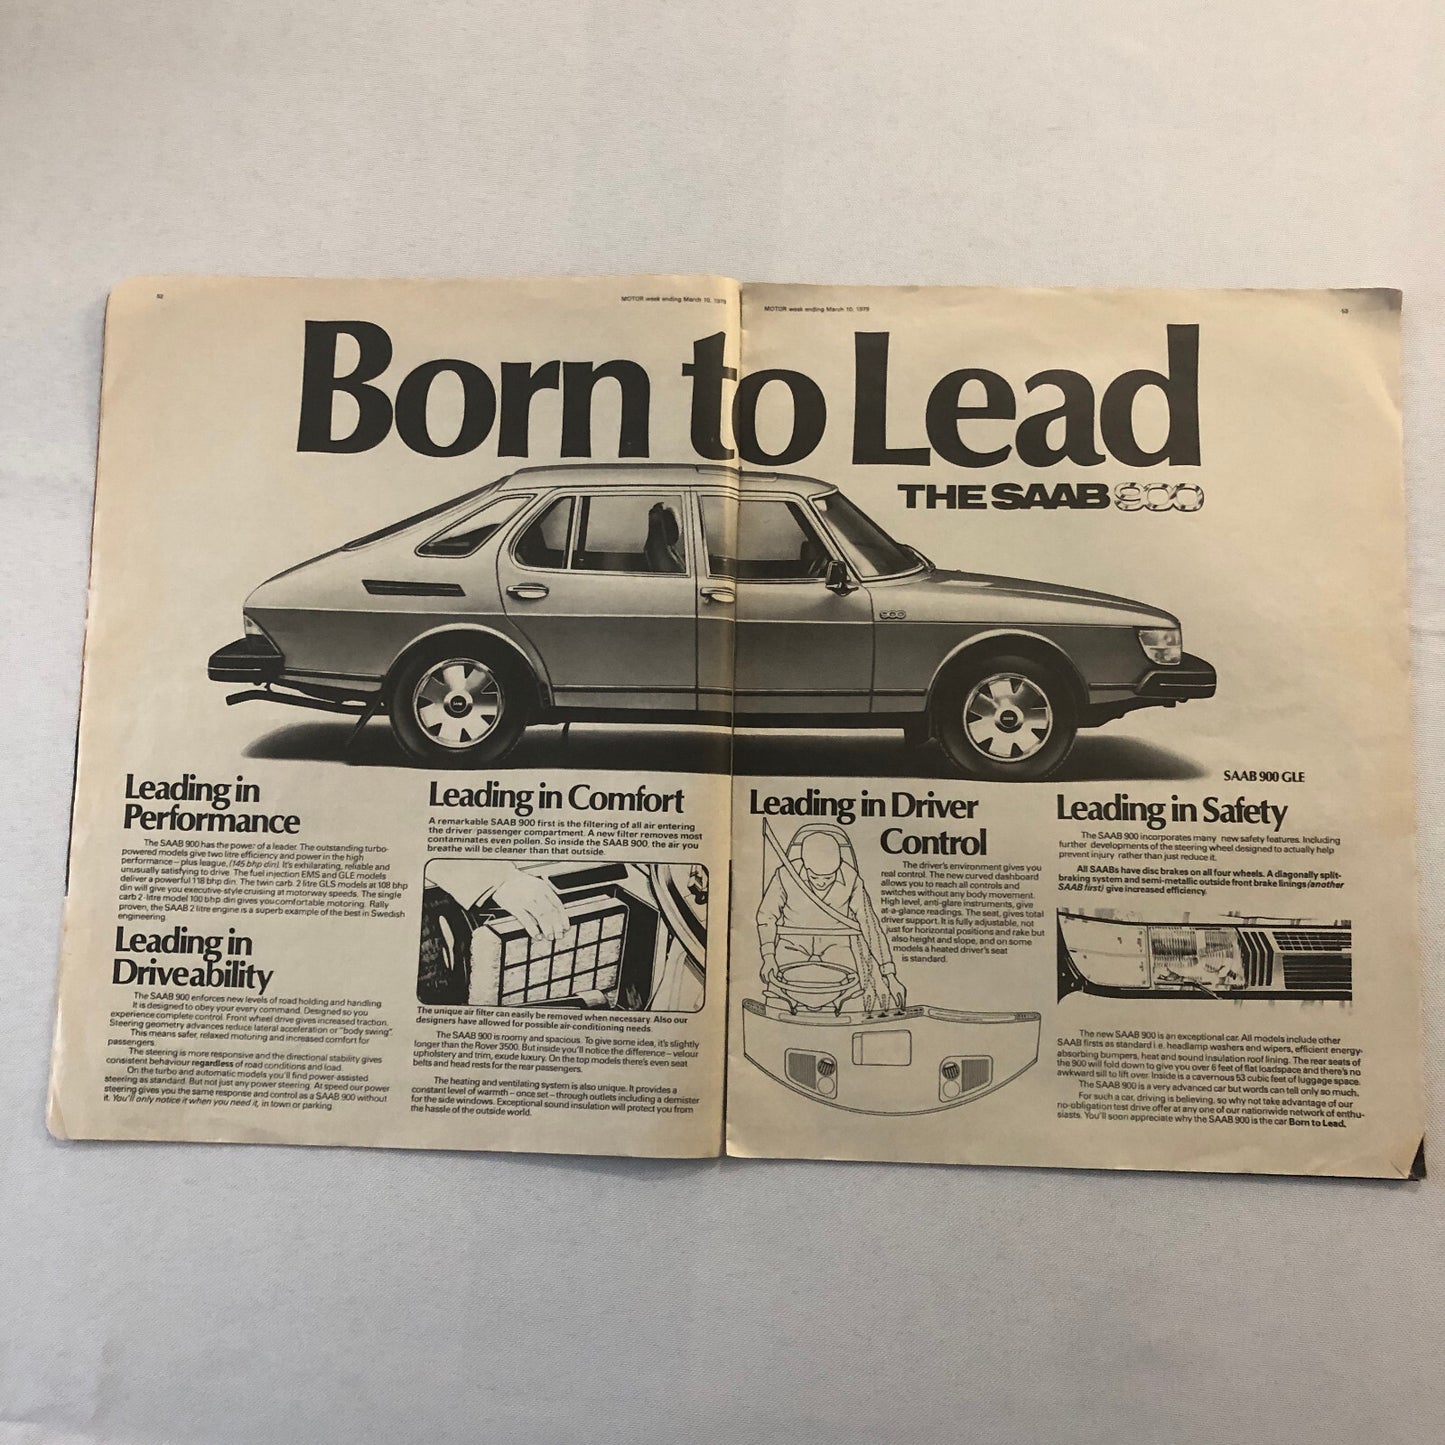 52
MOTOR week ending March 10, 1979
MOTOR week ending March 10, 1979
53
Born to Lead
THE SAAB 900
900
SAAB
SAAB
SAAB 900 GLE
Leading in
Performance
The SAAB 900 has the power of a leader. The outstanding turbo-
powered models give two litre efficiency and power in the high
performance – plus league, (145 bhp din). It's exhilarating, reliable and
unusually satisfying to drive. The fuel injection EMS and GLE models
deliver a powerful 118 bhp din. The twin carb. 2 litre GLS models at 108 bhp
din will give you executive-style cruising at motorway speeds. The single
carb 2-litre model 100 bhp din gives you comfortable motoring. Rally
proven, the SAAB 2 litre engine is a superb example of the best in Swedish
engineering.
Leading in
Driveability
The SAAB 900 enforces new levels of road holding and handling.
It is designed to obey your every command. Designed so you
experience complete control. Front wheel drive gives increased traction.
Steering geometry advances reduce lateral acceleration or "body swing".
This means safer, relaxed motoring and increased comfort for
passengers.
The steering is more responsive and the directional stability gives
consistent behaviour regardless of road conditions and load.
On the turbo and automatic models you'll find power-assisted
steering as standard. But not just any power steering. At speed our power
steering gives you the same response and control as a SAAB 900 without
it. You'll only notice it when you need it, in town or parking.
Leading in Comfort
A remarkable SAAB 900 first is the filtering of all air entering
the driver/passenger compartment. A new filter removes most
contaminates even pollen. So inside the SAAB 900, the air you
breathe will be cleaner than that outside.
The unique air filter can easily be removed when necessary. Also our
designers have allowed for possible air-conditioning needs.
The SAAB 900 is roomy and spacious. To give some idea, it's slightly
longer than the Rover 3500. But inside you'll notice the difference – velour
upholstery and trim, exude luxury. On the top models there's even seat
belts and head rests for the rear passengers.
The heating and ventilating system is also unique. It provides a
constant level of warmth – once set – through outlets including a demister
for the side windows. Exceptional sound insulation will protect you from
the hassle of the outside world.
Leading in Driver
Control
The driver's environment gives you
real control. The new curved dashboard
allows you to reach all controls and
switches without any body movement.
High level, anti-glare instruments, give
at-a-glance readings. The seat, gives total
driver support. It is fully adjustable, not
just for horizontal positions and rake but
also height and slope, and on some
models a heated driver's seat
is standard.
Leading in Safety
The SAAB 900 incorporates many new safety features. Including
further developments of the steering wheel designed to actually help
prevent injury rather than just reduce it.
All SAABs have disc brakes on all four wheels. A diagonally split-
braking system and semi-metallic outside front brake linings (another
SAAB first) give increased efficiency.
The new SAAB 900 is an exceptional car. All models include other
SAAB firsts as standard i.e. headlamp washers and wipers, efficient energy-
absorbing bumpers, heat and sound insulation roof lining. The rear seats of
the 900 will fold down to give you over 6 feet of flat loadspace and there's no
awkward sill to lift over. Inside is a cavernous 53 cubic feet of luggage space.
The SAAB 900 is a very advanced car but words can tell only so much.
For such a car, driving is believing, so why not take advantage of our
no-obligation test drive offer at any one of our nationwide network of enthu-
siasts. You'll soon appreciate why the SAAB 900 is the car Born to Lead.